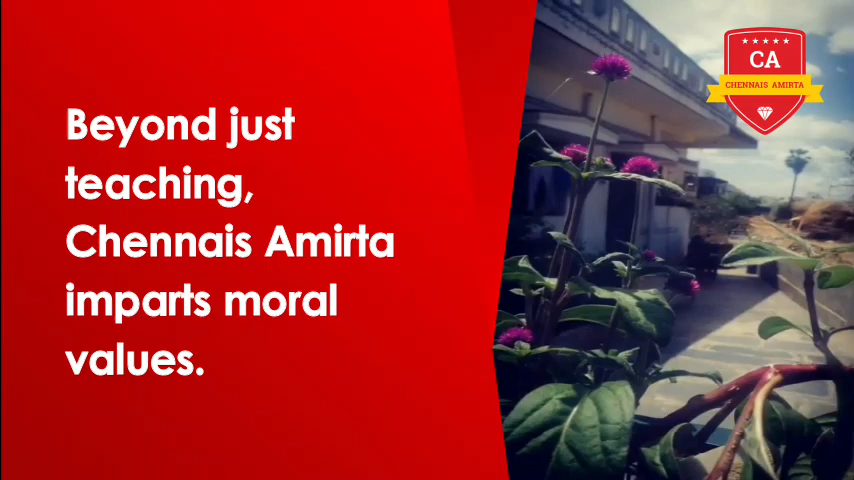 Beyond just
teaching,
Chennais Amirta
imparts moral
values.
CA
CHENNAIS AMIRTA